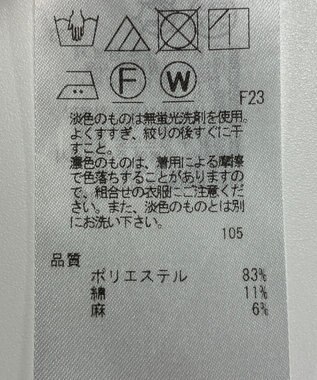 F
W
F23
淡色のものは無蛍光洗剤を使用。
よくすすぎ、絞りの後すぐに干
すこと。
濃色のものは、着用による摩擦
で色落ちすることがありますの
で、組合せの衣服にご注意くだ
さい。また、淡色のものとは別
にお洗い下さい。
105
品質
ポリエステル 83%
綿 11%
麻 6%